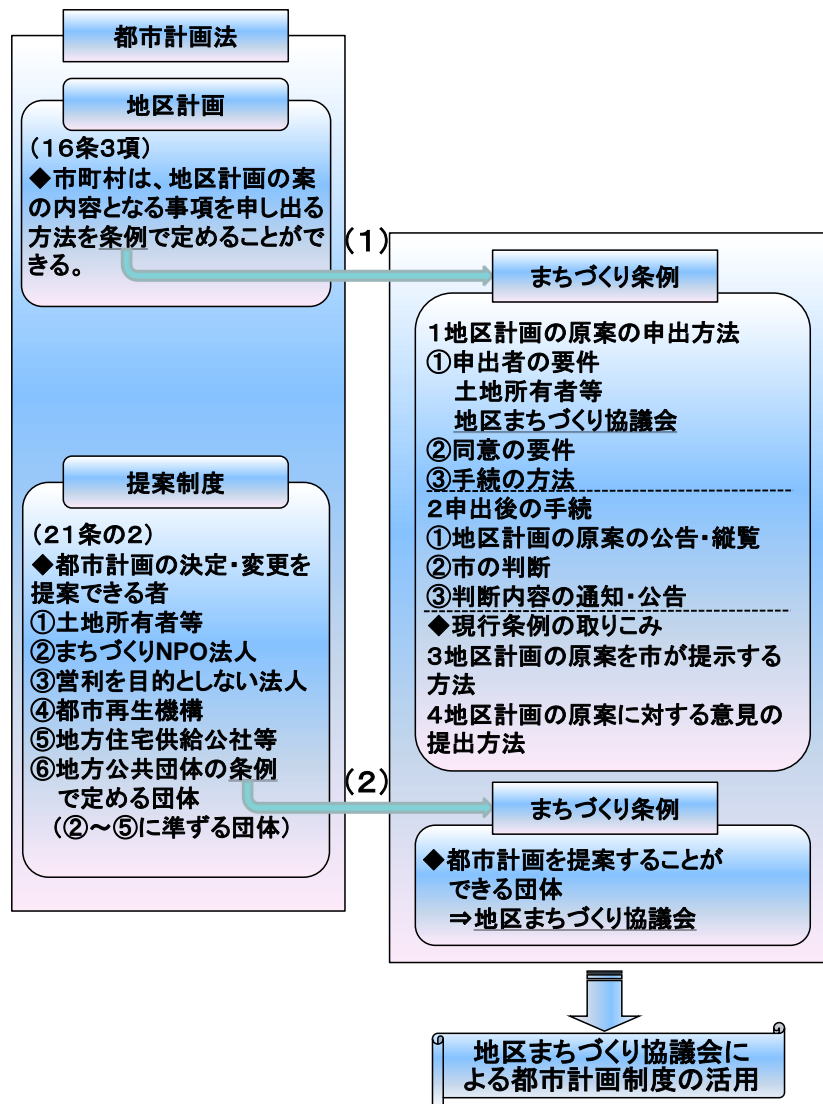 都市計画法
地区計画
(16条3項)
◆市町村は、地区計画の案
の内容となる事項を申し出る
方法を条例で定めることがで
きる。
提案制度
(21条の2)
◆都市計画の決定・変更を
提案できる者
①土地所有者等
②まちづくりNPO法人
③営利を目的としない法人
④都市再生機構
⑤地方住宅供給公社等
⑥地方公共団体の条例
で定める団体
(②～⑤に準ずる団体)
(1)
まちづくり条例
1地区計画の原案の申出方法
①申出者の要件
土地所有者等
地区まちづくり協議会
②同意の要件
③手続の方法
2申出後の手続
①地区計画の原案の公告・縦覧
②市の判断
③判断内容の通知・公告
◆現行条例の取りこみ
3地区計画の原案を市が提示する
方法
4地区計画の原案に対する意見の
提出方法
(2)
まちづくり条例
◆都市計画を提案することが
できる団体
⇒地区まちづくり協議会
地区まちづくり協議会に
よる都市計画制度の活用